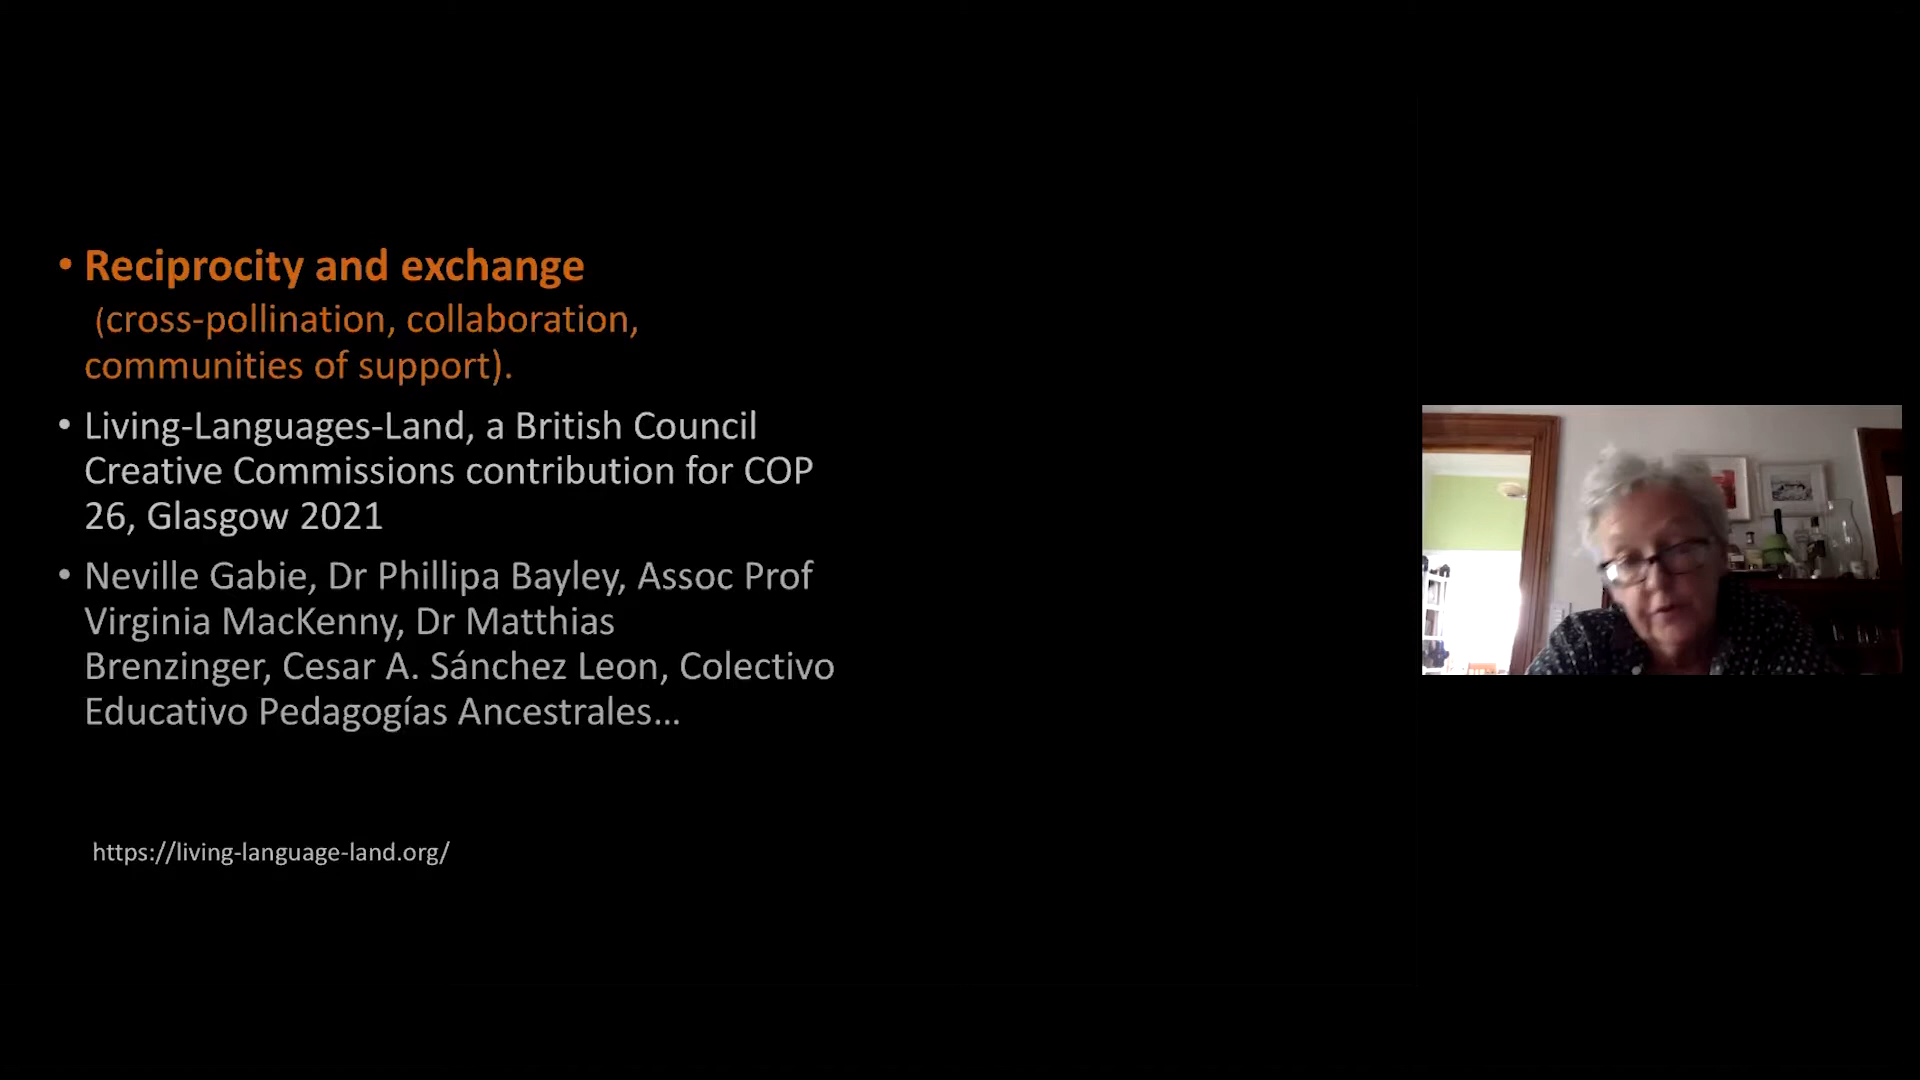 • Reciprocity and exchange
(cross-pollination, collaboration,
communities of support).
• Living-Languages-Land, a British Council
Creative Commissions contribution for COP
26, Glasgow 2021
• Neville Gabie, Dr Phillipa Bayley, Assoc Prof
Virginia MacKenny, Dr Matthias
Brenzinger, Cesar A. Sánchez Leon, Colectivo
Educativo Pedagogías Ancestrales...
https://living-language-land.org/